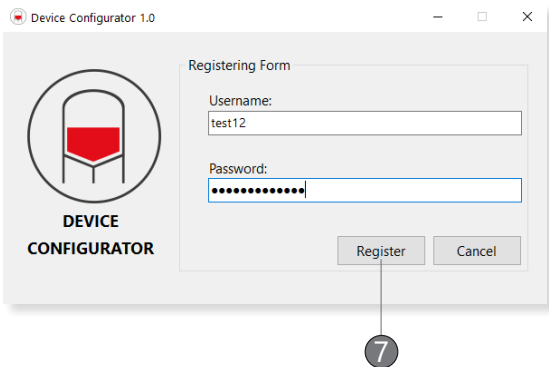 Device Configurator 1.0
Registering Form
Username:
test12
Password:
•••••••••••••
DEVICE
CONFIGURATOR
Register
Cancel
7